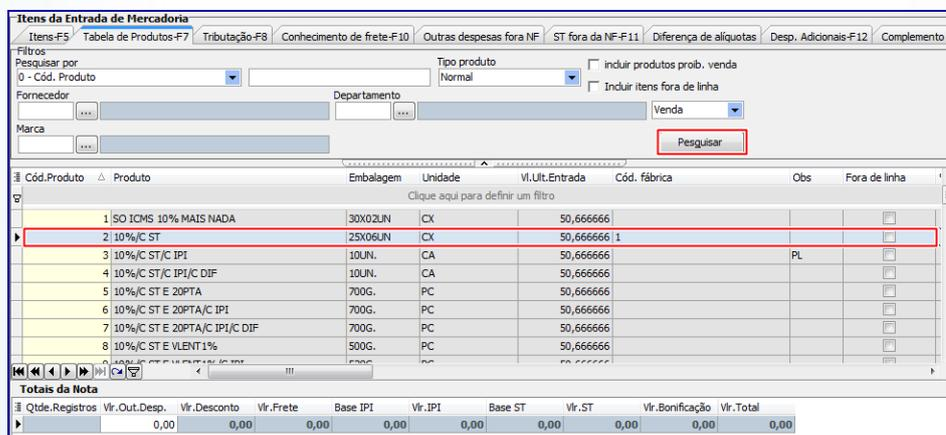 Itens da Entrada de Mercadoria
Itens-F5 Tabela de Produtos-F7 Tributação-F8 Conhecimento de frete-F10 Outras despesas fora NF ST fora da NF-F11 Diferença de alíquotas Desp. Adicionais-F12 Complemento
Filtros
Pesquisar por Tipo produto
0 - Cód. Produto Normal incluir produtos proib. venda
Incluir itens fora de linha
Fornecedor Departamento
... ... Venda
Marca
... Pesquisar
Cód.Produto Produto Embalagem Unidade Vl.Ult.Entrada Cód. fábrica Obs Fora de linha
Clique aqui para definir um filtro
1 SO ICMS 10% MAIS NADA 30X02UN CX 50,666666
2 10%/C ST 25X06UN CX 50,666666 1
3 10%/C ST/C IPI 10UN. CA 50,666666 PL
4 10%/C ST/C IPI/C DIF 10UN. CA 50,666666
5 10%/C ST E 20PTA 700G. PC 50,666666
6 10%/C ST E 20PTA/C IPI 700G. PC 50,666666
7 10%/C ST E 20PTA/C IPI/C DIF 700G. PC 50,666666
8 10%/C ST E VLENT1% 500G. PC 50,666666
Totais da Nota
Qtde.Registros Vlr.Out.Desp. Vlr.Desconto Vlr.Frete Base IPI Vlr.IPI Base ST Vlr.ST Vlr.Bonificação Vlr.Total
0,00 0,00 0,00 0,00 0,00 0,00 0,00 0,00 0,00